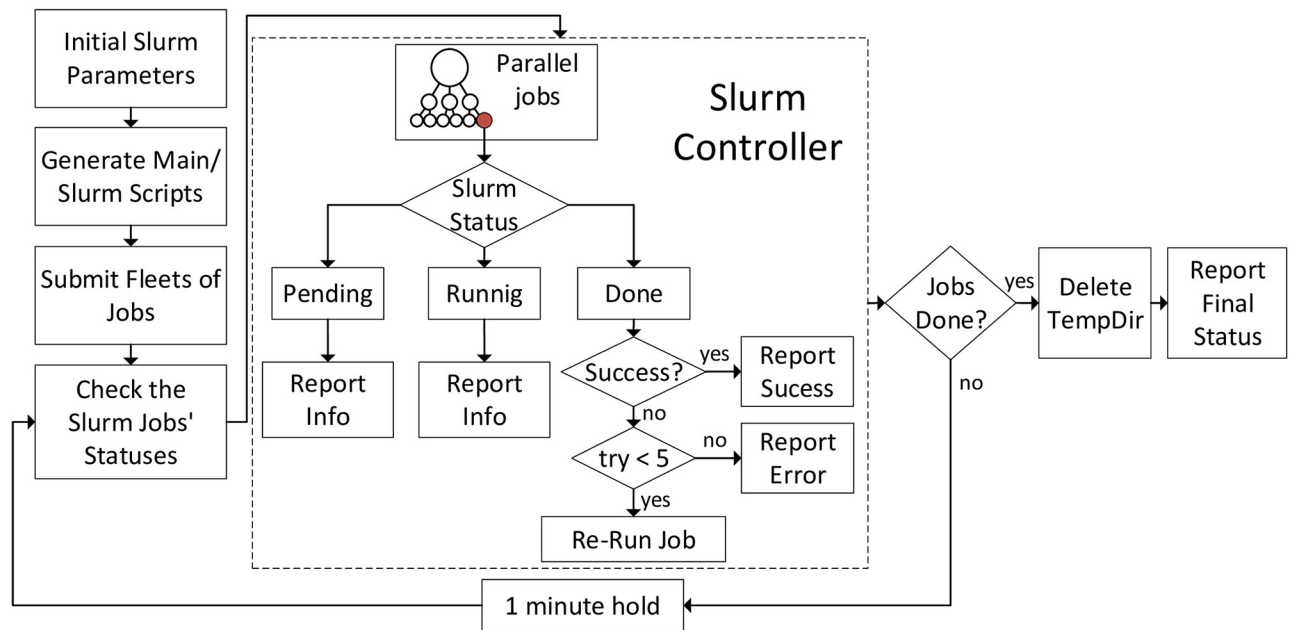 Initial Slurm
Parameters
Generate Main/
Slurm Scripts
Submit Fleets of
Jobs
Check the
Slurm Jobs'
Statuses
Parallel
jobs
Slurm
Controller
Slurm
Status
Pending
Runnig
Done
Report
Info
Report
Info
Success?
yes
Report
Sucess
no
try < 5
no
Report
Error
yes
Re-Run Job
Jobs
Done?
yes
Delete
TempDir
Report
Final
Status
no
1 minute hold